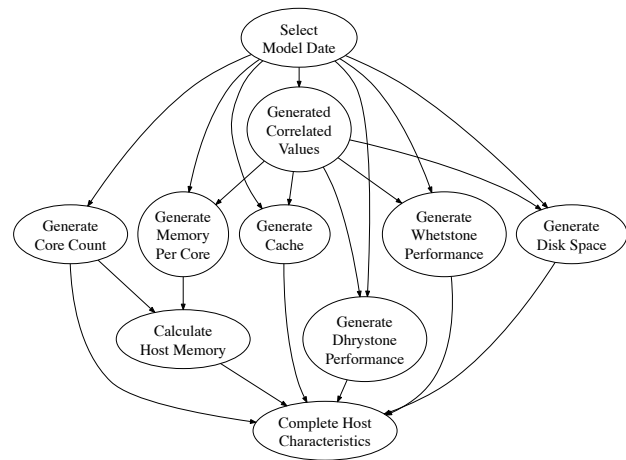 Select
Model Date
Generated
Correlated
Values
Generate
Core Count
Generate
Memory
Per Core
Generate
Cache
Generate
Whetstone
Performance
Generate
Disk Space
Calculate
Host Memory
Generate
Dhrystone
Performance
Complete Host
Characteristics